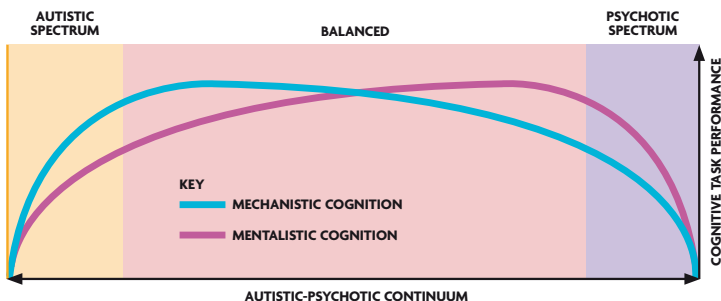 AUTISTIC
SPECTRUM
BALANCED
PSYCHOTIC
SPECTRUM
COGNITIVE TASK PERFORMANCE
KEY
MECHANISTIC COGNITION
MENTALISTIC COGNITION
AUTISTIC-PSYCHOTIC CONTINUUM